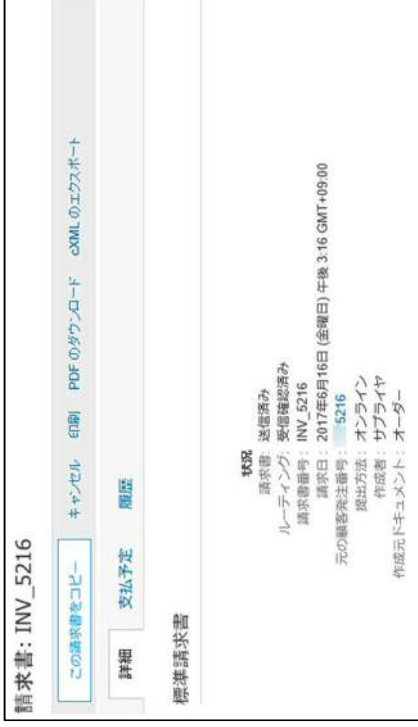 請求書: INV_5216
この請求書をコピー キャンセル 印刷 PDF のダウンロード cXML のエクスポート
詳細 支払予定 履歴
標準請求書
状況
請求書: 送信済み
ルーティング: 受信確認済み
請求書番号: INV_5216
請求日: 2017年6月16日 (金曜日) 午後 3:16 GMT+09:00
元の顧客発注番号: 5216
提出方法: オンライン
作成者: サプライヤ
作成元ドキュメント: オーダー